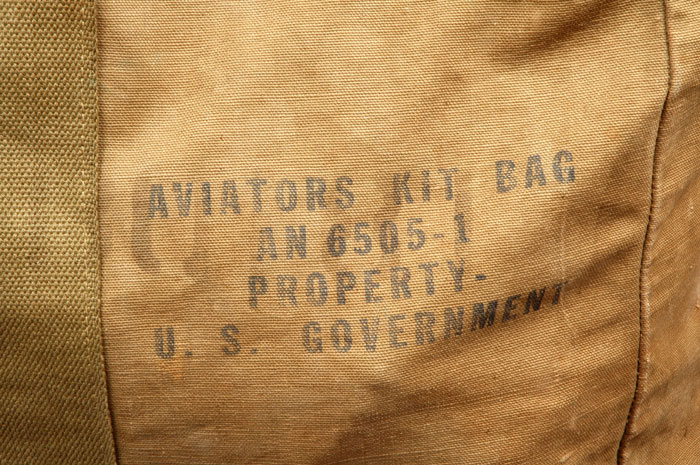 AVIATORS KIT BAG
AN 6505-1
PROPERTY-
U. S. GOVERNMENT